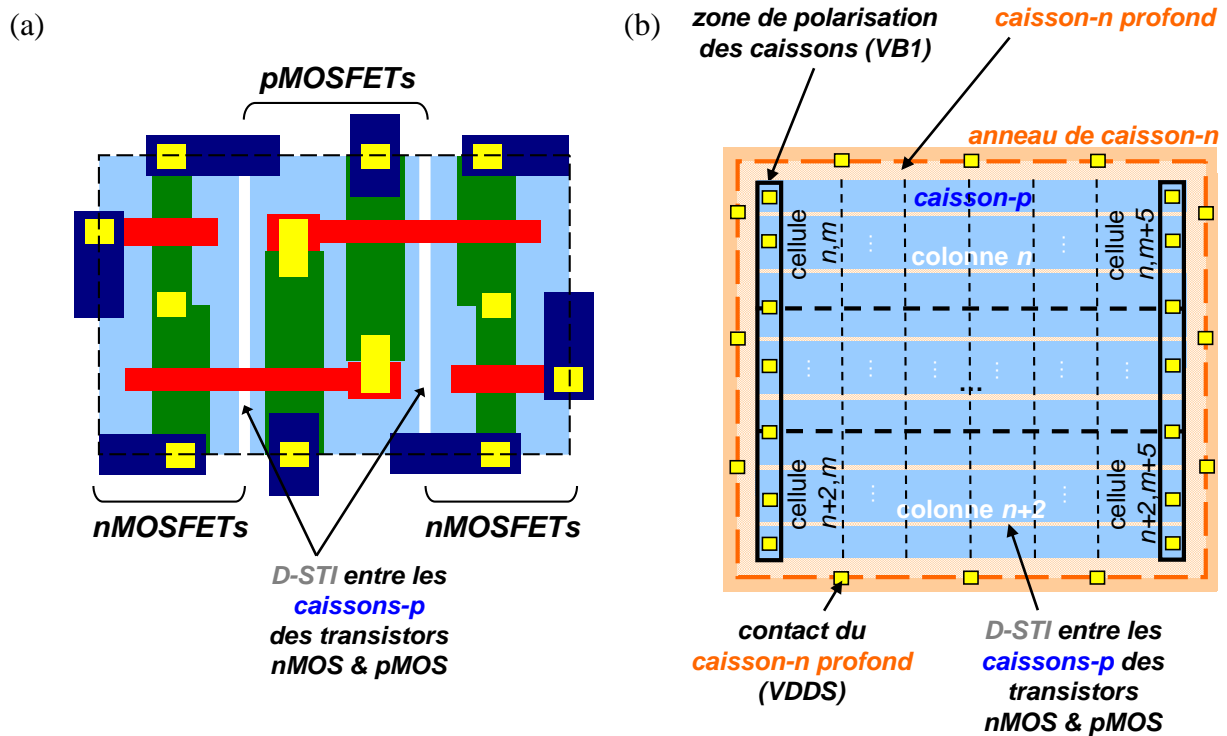 (a)
pMOSFETs
nMOSFETs
nMOSFETs
D-STI entre les
caissons-p
des transistors
nMOS & pMOS
(b)
zone de polarisation
des caissons (VB1)
caisson-n profond
anneau de caisson-n
caisson-p
cellule
n,m
colonne n
cellule
n,m+5
...
cellule
n+2,m
colonne n+2
cellule
n+2,m+5
contact du
caisson-n profond
(VDDS)
D-STI entre les
caissons-p des
transistors
nMOS & pMOS